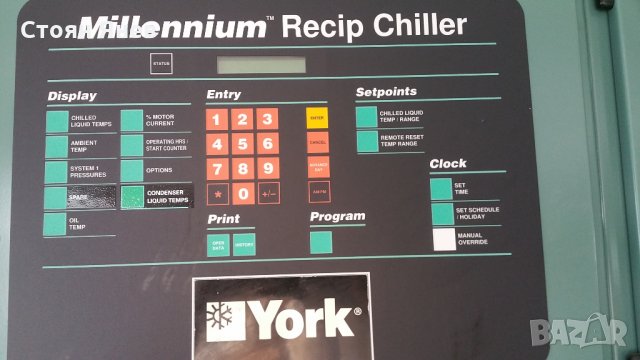 Millennium™ Recip Chiller
STATUS
Display
CHILLED
LIQUID TEMPS
AMBIENT
TEMP
SYSTEM 1
PRESSURES
SPARE
OIL
TEMP
% MOTOR
CURRENT
OPERATING HRS /
START COUNTER
OPTIONS
CONDENSER
LIQUID TEMPS
Entry
1 2 3
4 5 6
7 8 9
* 0 +/-
ENTER
CANCEL
ADVANCE
DAY
AM/PM
Print
OPER
DATA
HISTORY
Program
Setpoints
CHILLED LIQUID
TEMP / RANGE
REMOTE RESET
TEMP RANGE
Clock
SET
TIME
SET SCHEDULE
/ HOLIDAY
MANUAL
OVERRIDE
York®
BAZAR